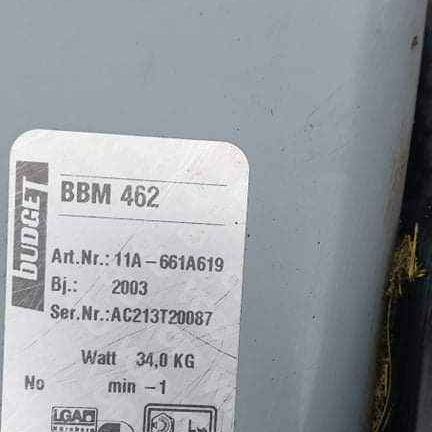 BUDGET
BBM 462
Art.Nr.: 11A-661A619
Bj.: 2003
Ser.Nr.:AC213T20087
Watt 34,0 KG
No min -1
LGA